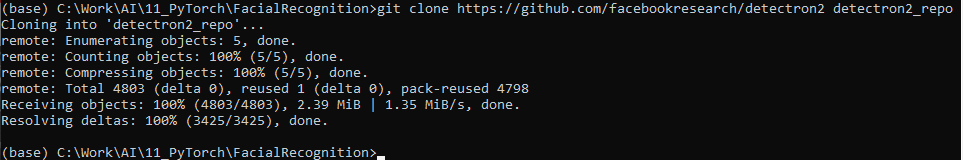 (base) C:\Work\AI\11_PyTorch\FacialRecognition>git clone https://github.com/facebookresearch/detectron2 detectron2_repo
Cloning into 'detectron2_repo'...
remote: Enumerating objects: 5, done.
remote: Counting objects: 100% (5/5), done.
remote: Compressing objects: 100% (5/5), done.
remote: Total 4803 (delta 0), reused 1 (delta 0), pack-reused 4798
Receiving objects: 100% (4803/4803), 2.39 MiB | 1.35 MiB/s, done.
Resolving deltas: 100% (3425/3425), done.
(base) C:\Work\AI\11_PyTorch\FacialRecognition>